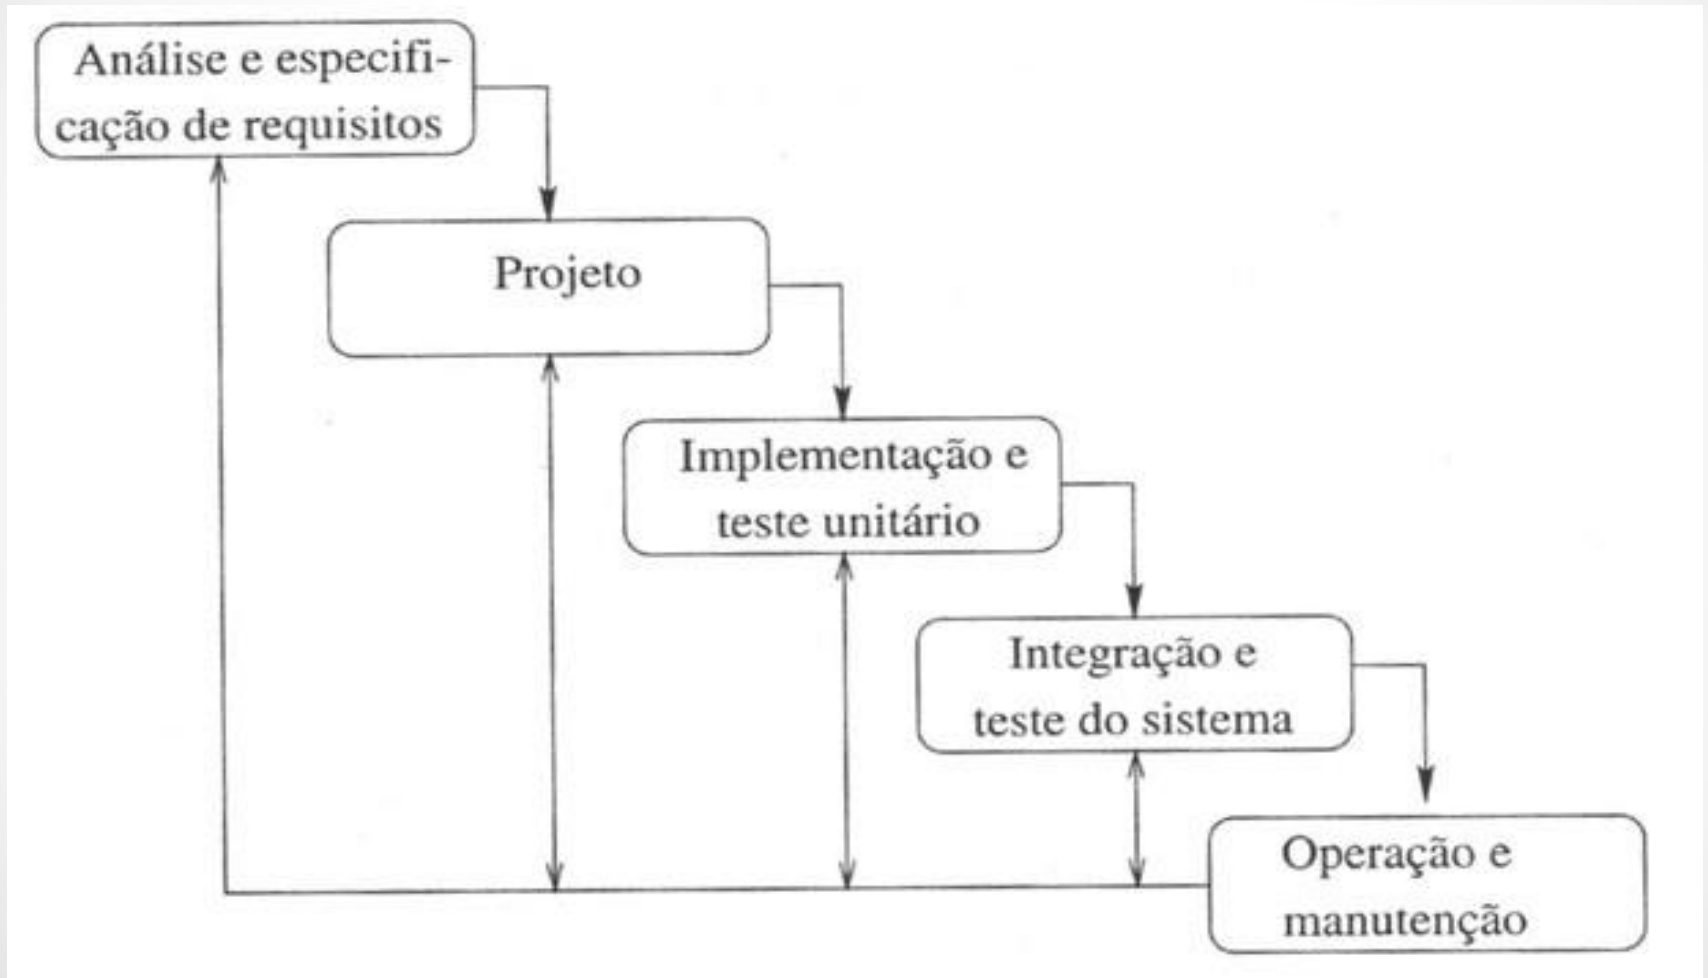 Análise e especifi-
cação de requisitos
Projeto
Implementação e
teste unitário
Integração e
teste do sistema
Operação e
manutenção